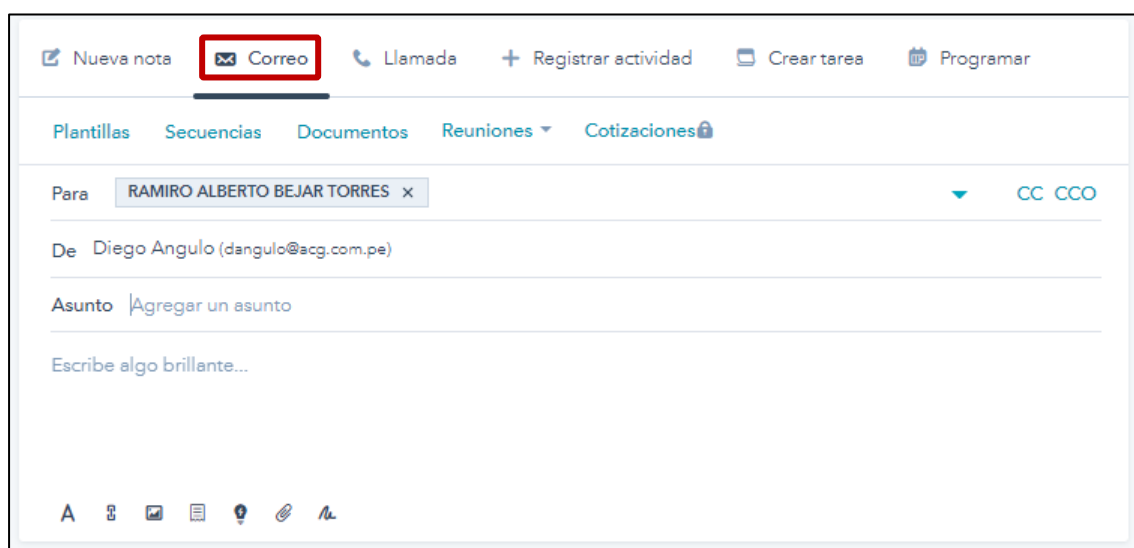 Nueva nota Correo Llamada + Registrar actividad Crear tarea Programar
Plantillas Secuencias Documentos Reuniones Cotizaciones
Para RAMIRO ALBERTO BEJAR TORRES × CC CCO
De Diego Angulo (dangulo@acg.com.pe)
Asunto Agregar un asunto
Escribe algo brillante...
A